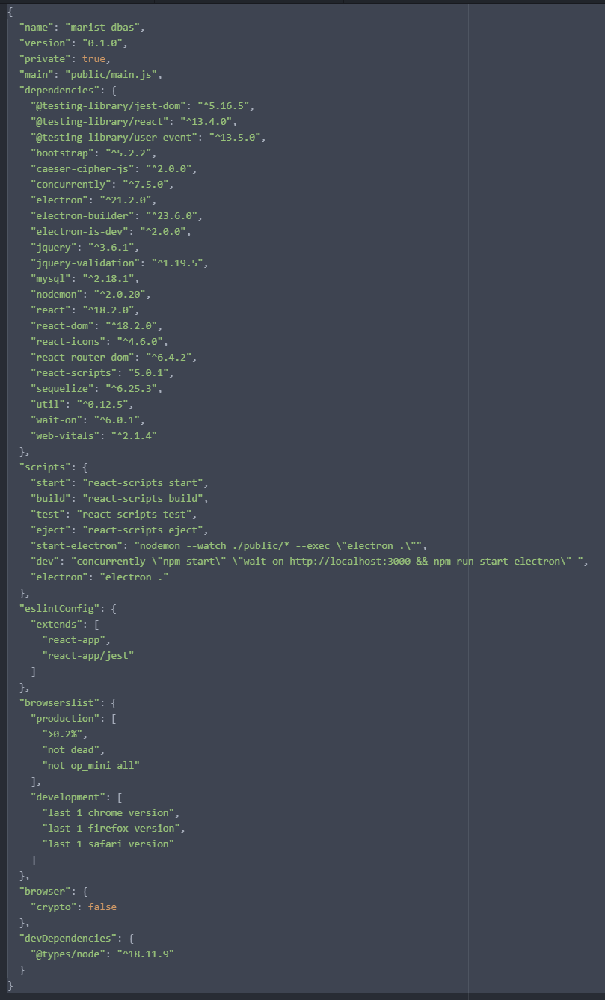 {
  "name": "marist-dbas",
  "version": "0.1.0",
  "private": true,
  "main": "public/main.js",
  "dependencies": {
    "@testing-library/jest-dom": "^5.16.5",
    "@testing-library/react": "^13.4.0",
    "@testing-library/user-event": "^13.5.0",
    "bootstrap": "^5.2.2",
    "caeser-cipher-js": "^2.0.0",
    "concurrently": "^7.5.0",
    "electron": "^21.2.0",
    "electron-builder": "^23.6.0",
    "electron-is-dev": "^2.0.0",
    "jquery": "^3.6.1",
    "jquery-validation": "^1.19.5",
    "mysql": "^2.18.1",
    "nodemon": "^2.0.20",
    "react": "^18.2.0",
    "react-dom": "^18.2.0",
    "react-icons": "^4.6.0",
    "react-router-dom": "^6.4.2",
    "react-scripts": "5.0.1",
    "sequelize": "^6.25.3",
    "util": "^0.12.5",
    "wait-on": "^6.0.1",
    "web-vitals": "^2.1.4"
  },
  "scripts": {
    "start": "react-scripts start",
    "build": "react-scripts build",
    "test": "react-scripts test",
    "eject": "react-scripts eject",
    "start-electron": "nodemon --watch ./public/* --exec \"electron .\"",
    "dev": "concurrently \"npm start\" \"wait-on http://localhost:3000 && npm run start-electron\" ",
    "electron": "electron ."
  },
  "eslintConfig": {
    "extends": [
      "react-app",
      "react-app/jest"
    ]
  },
  "browserslist": {
    "production": [
      ">0.2%",
      "not dead",
      "not op_mini all"
    ],
    "development": [
      "last 1 chrome version",
      "last 1 firefox version",
      "last 1 safari version"
    ]
  },
  "browser": {
    "crypto": false
  },
  "devDependencies": {
    "@types/node": "^18.11.9"
  }
}